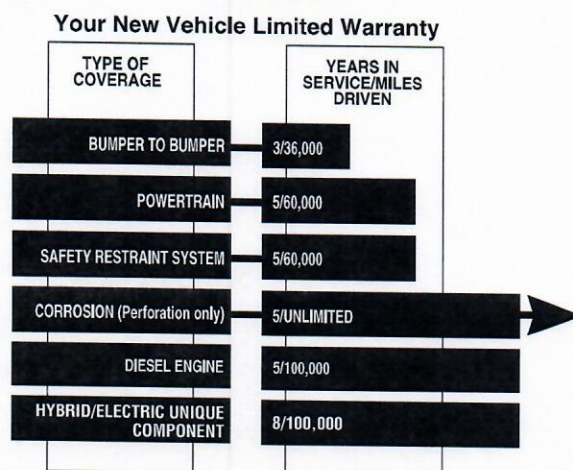 Your New Vehicle Limited Warranty
TYPE OF
COVERAGE
YEARS IN
SERVICE/MILES
DRIVEN
BUMPER TO BUMPER
3/36,000
POWERTRAIN
5/60,000
SAFETY RESTRAINT SYSTEM
5/60,000
CORROSION (Perforation only)
5/UNLIMITED
DIESEL ENGINE
5/100,000
HYBRID/ELECTRIC UNIQUE
COMPONENT
8/100,000